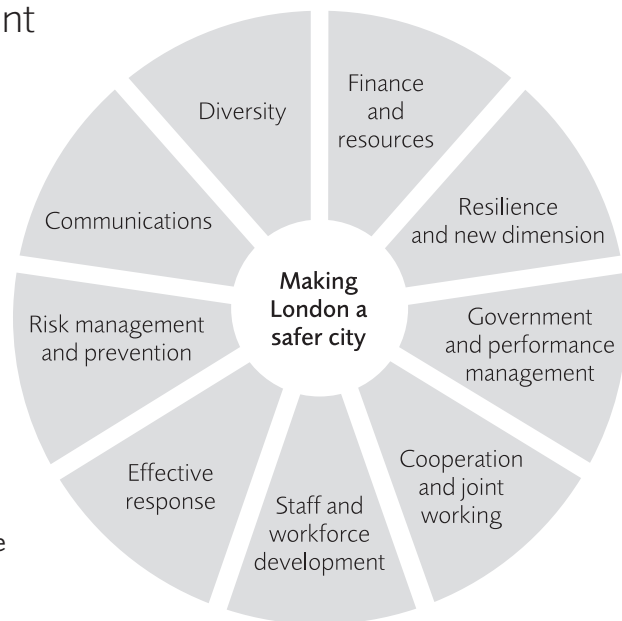 nt
Diversity
Finance
and
resources
Resilience
and new dimension
Government
and performance
management
Cooperation
and joint
working
Staff and
workforce
development
Effective
response
Risk management
and prevention
Communications
Making
London a
safer city
e